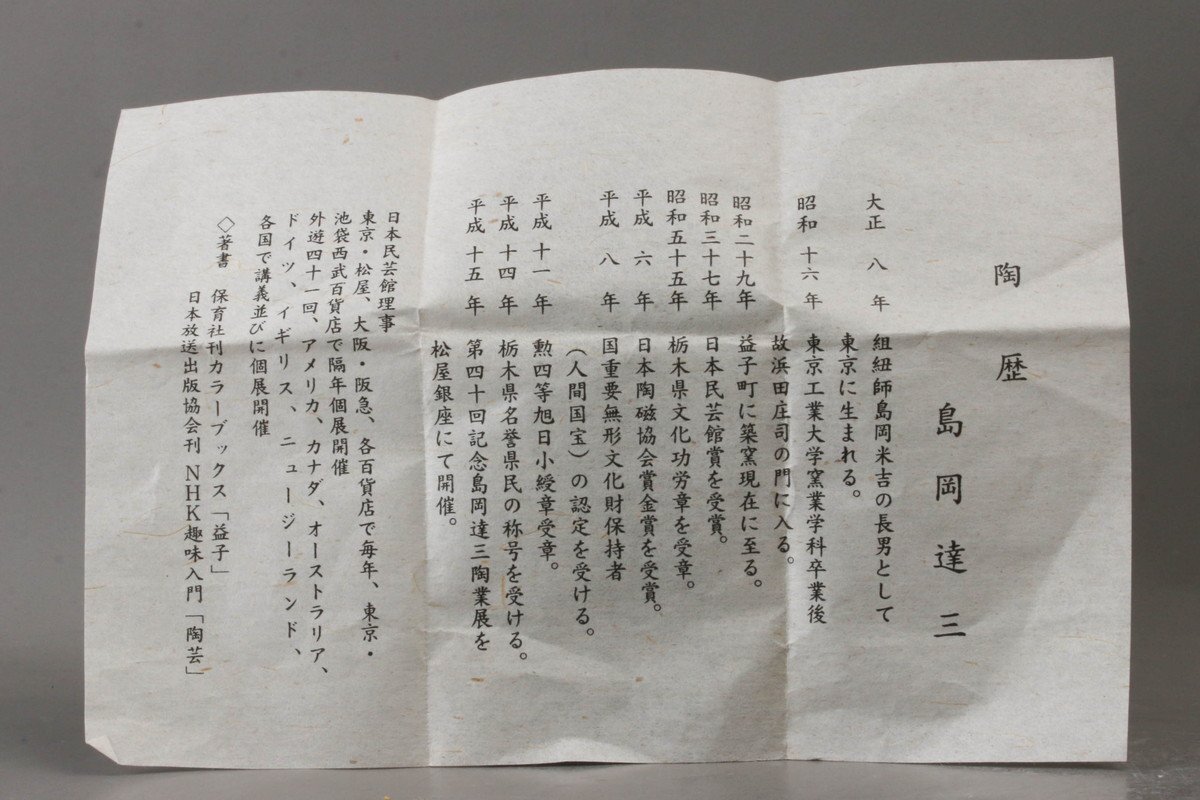 陶歴
島岡達三
大正 八 年 組紐師島岡米吉の長男として
東京に生まれる。
昭和 十六 年 東京工業大学窯業学科卒業後
故浜田庄司の門に入る。
昭和二十九年 益子町に築窯現在に至る。
昭和三十七年 日本民芸館賞を受賞。
昭和五十五年 栃木県文化功労章を受章。
平成 六 年 日本陶磁協会賞金賞を受賞。
平成 八 年 国重要無形文化財保持者
（人間国宝）の認定を受ける。
平成 十一 年 勲四等旭日小綬章受章。
平成 十四 年 栃木県名誉県民の称号を受ける。
平成 十五 年 第四十回記念島岡達三陶業展を
松屋銀座にて開催。
日本民芸館理事
東京・松屋、大阪・阪急、各百貨店で毎年、東京・
池袋西武百貨店で隔年個展開催
外遊四十一回、アメリカ、カナダ、オーストラリア、
ドイツ、イギリス、ニュージーランド、
各国で講義並びに個展開催
◇著書 保育社刊カラーブックス「益子」
日本放送出版協会刊 NHK趣味入門「陶芸」